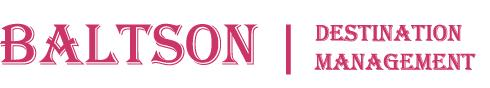 BALTSON | DESTINATION
MANAGEMENT